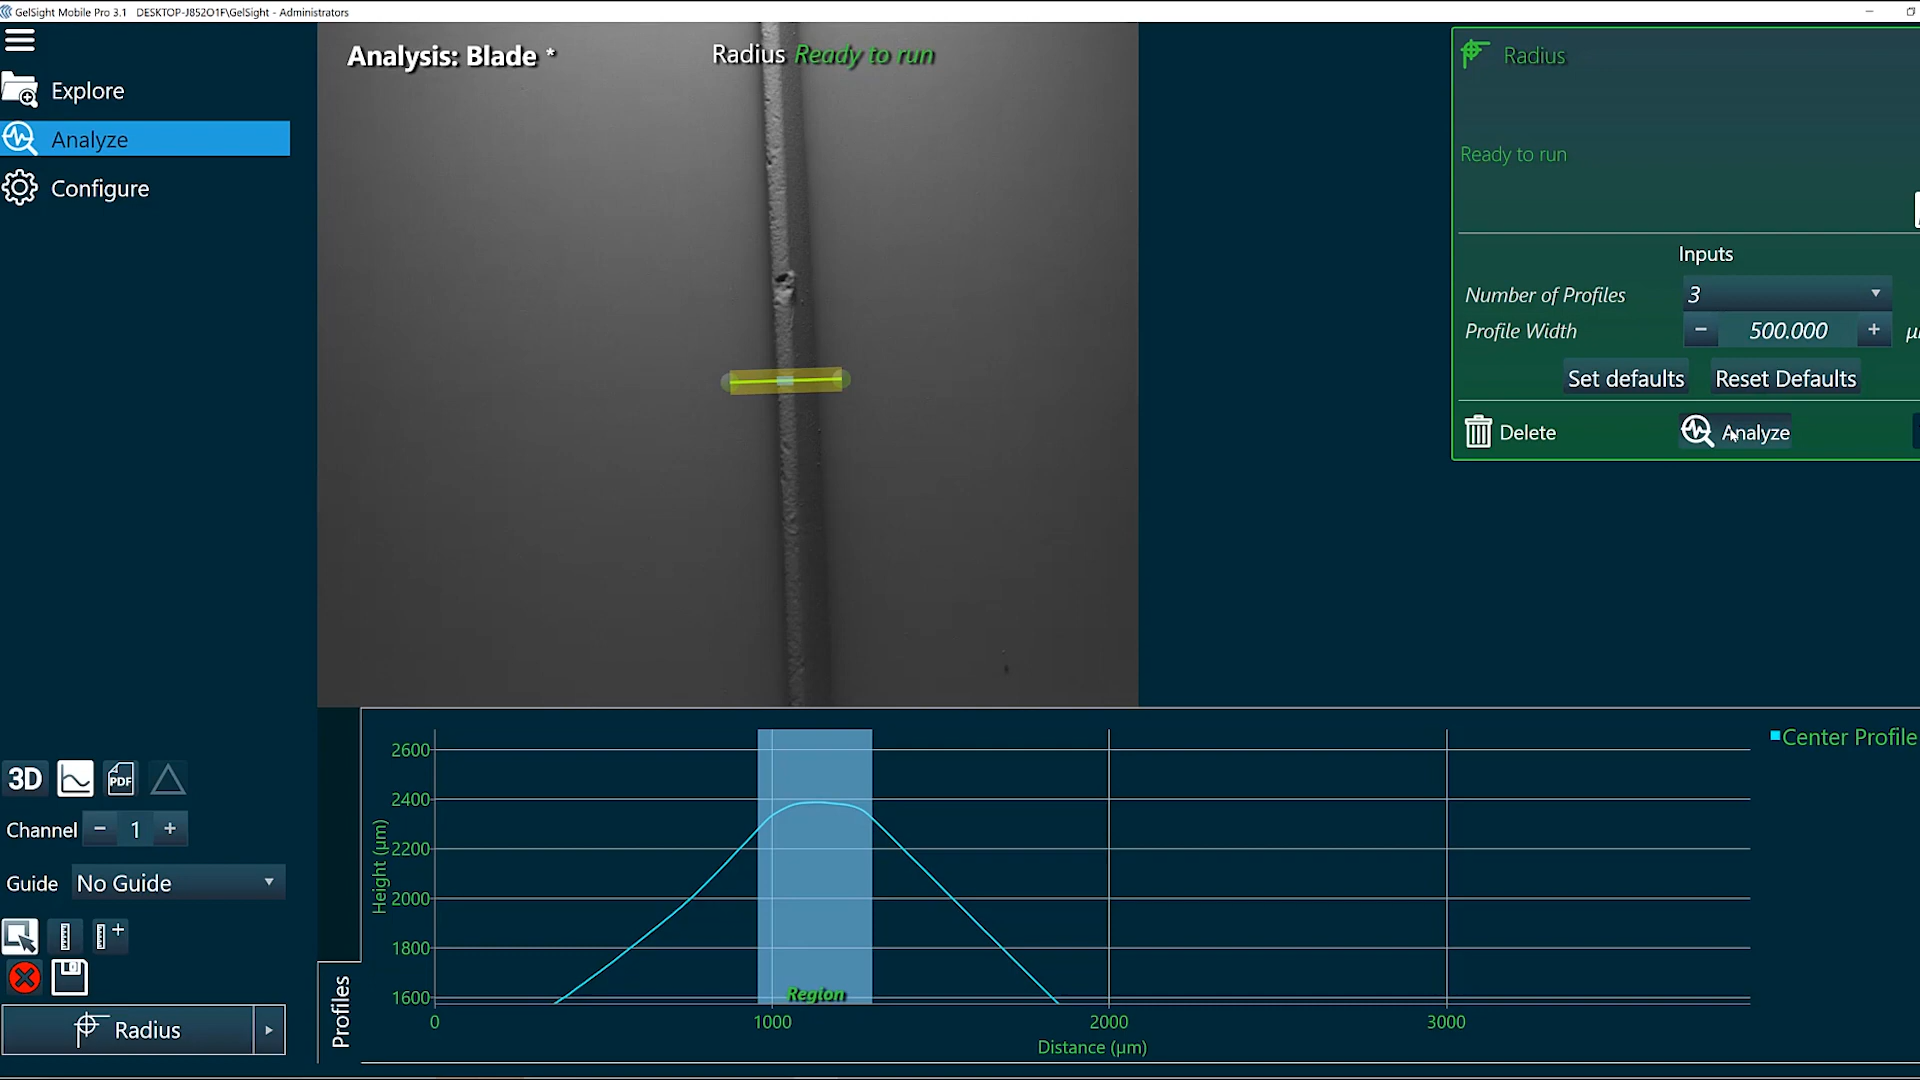 GelSight Mobile Pro 3.1 DESKTOP-J852O1F\GelSight - Administrators
Explore
Analyze
Configure
Analysis: Blade *
Radius Ready to run
Radius
Ready to run
Inputs
Number of Profiles 3
Profile Width - 500.000 + μ
Set defaults Reset Defaults
Delete Analyze
3D PDF
Channel - 1 +
Guide No Guide
Radius
Profiles
Height (μm)
2600
2400
2200
2000
1800
1600
Region
0 1000 2000 3000
Distance (μm)
Center Profile